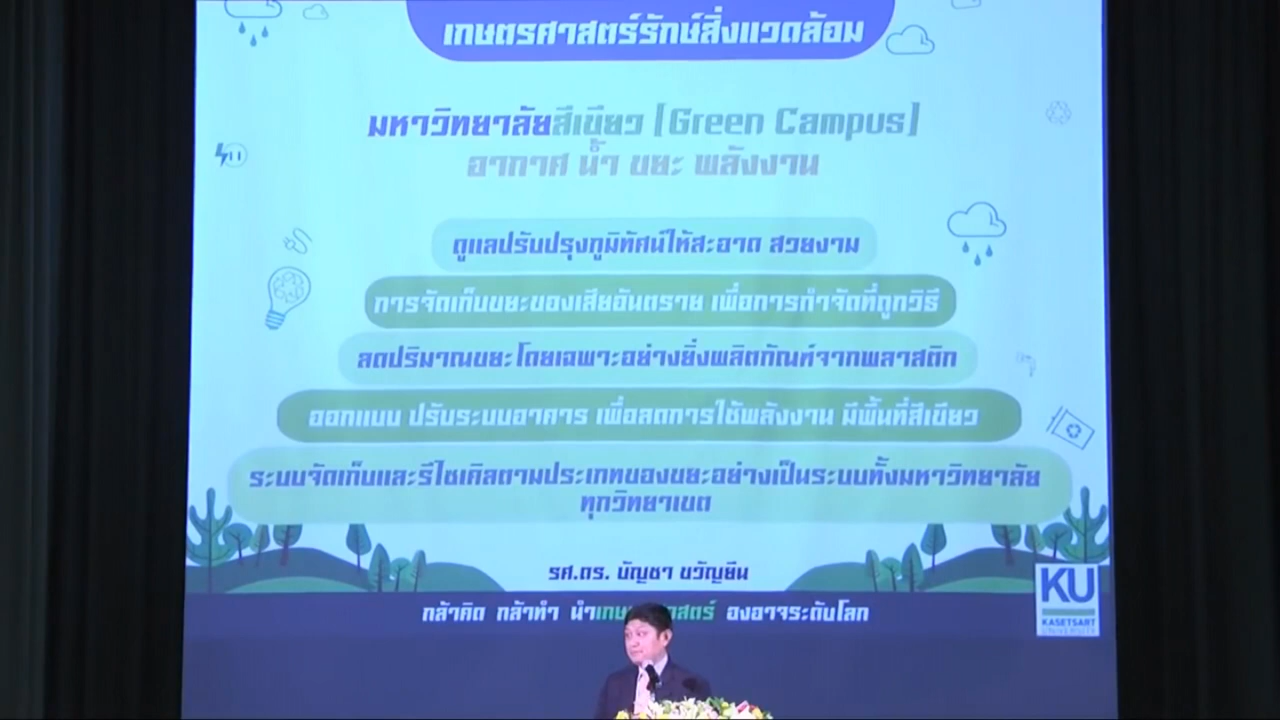 เกษตรศาสตร์รักษ์สิ่งแวดล้อม
มหาวิทยาลัยสีเขียว [Green Campus]
อากาศ น้ำ ขยะ พลังงาน
ดูแลปรับปรุงภูมิทัศน์ให้สะอาด สวยงาม
การจัดเก็บขยะของเสียอันตราย เพื่อการกำจัดที่ถูกวิธี
ลดปริมาณขยะโดยเฉพาะอย่างยิ่งผลิตภัณฑ์จากพลาสติก
ออกแบบ ปรับระบบอาคาร เพื่อลดการใช้พลังงาน มีพื้นที่สีเขียว
ระบบจัดเก็บและรีไซเคิลตามประเภทของขยะอย่างเป็นระบบทั้งมหาวิทยาลัย
ทุกวิทยาเขต
รศ.ดร. บัญชา ขวัญยืน
กล้าคิด กล้าทำ นำเกษ าสตร์ องอาจระดับโลก
KU
KASETSART
UNIVERSITY